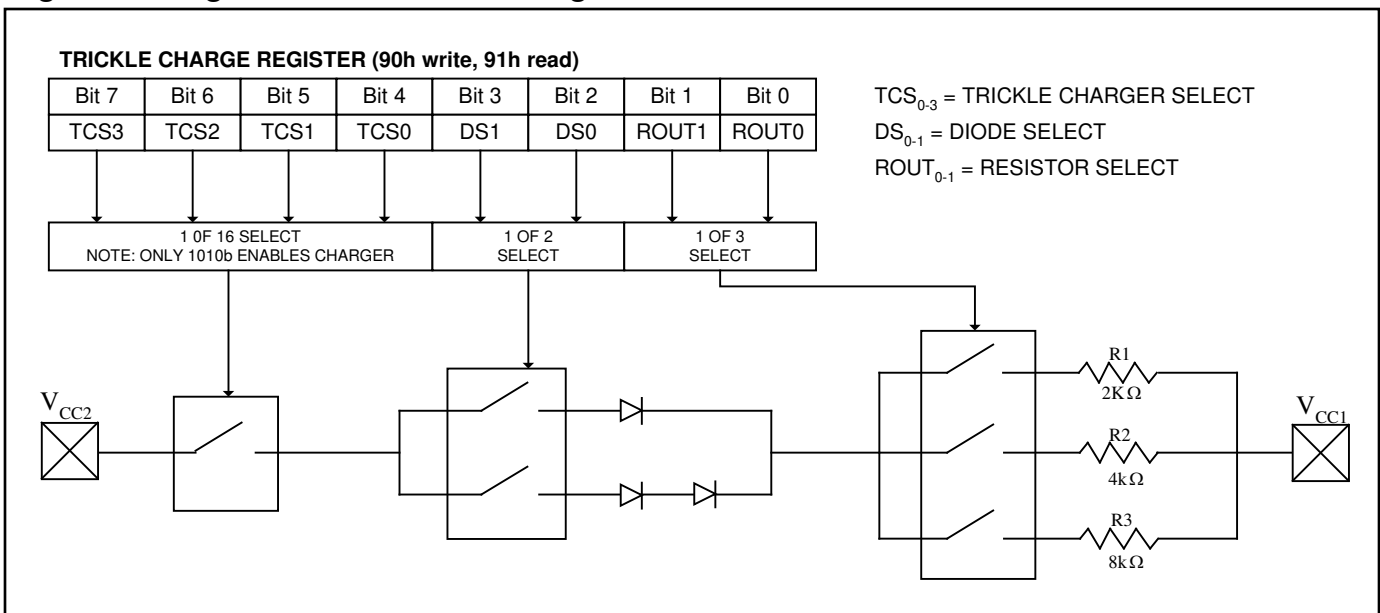 TRICKLE CHARGE REGISTER (90h write, 91h read)
Bit 7 Bit 6 Bit 5 Bit 4 Bit 3 Bit 2 Bit 1 Bit 0
TCS3 TCS2 TCS1 TCS0 DS1 DS0 ROUT1 ROUT0
TCS0-3 = TRICKLE CHARGER SELECT
DS0-1 = DIODE SELECT
ROUT0-1 = RESISTOR SELECT
1 0F 16 SELECT
NOTE: ONLY 1010b ENABLES CHARGER
1 OF 2
SELECT
1 OF 3
SELECT
VCC2
R1
2KΩ
R2
4kΩ
R3
8kΩ
VCC1